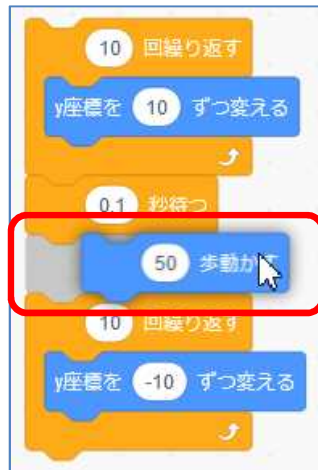 10 回繰り返す
y座標を 10 ずつ変える
0.1 秒待つ
50 歩動かす
10 回繰り返す
y座標を -10 ずつ変える